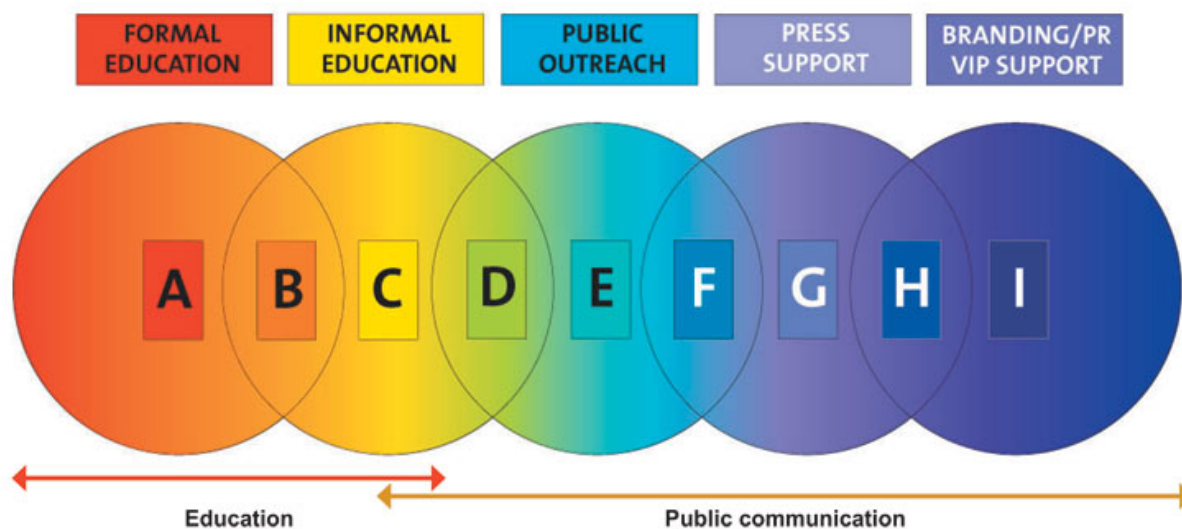 FORMAL
EDUCATION
INFORMAL
EDUCATION
PUBLIC
OUTREACH
PRESS
SUPPORT
BRANDING/PR
VIP SUPPORT
A
B
C
D
E
F
G
H
I
Education
Public communication